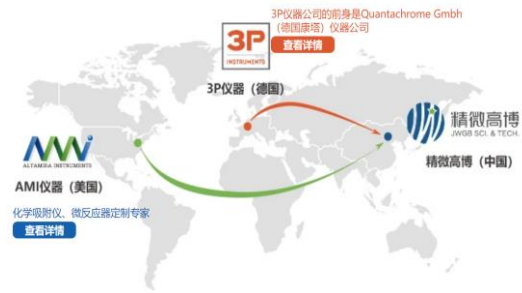 3P仪器公司的前身是Quantachrome Gmbh
（德国康塔）仪器公司
查看详情
3P
INSTRUMENTS
3P仪器（德国）
精微高博
JWGB SCI. & TECH.
精微高博（中国）
AMI
ALTAMIRA INSTRUMENTS
AMI仪器（美国）
化学吸附仪、微反应器定制专家
查看详情